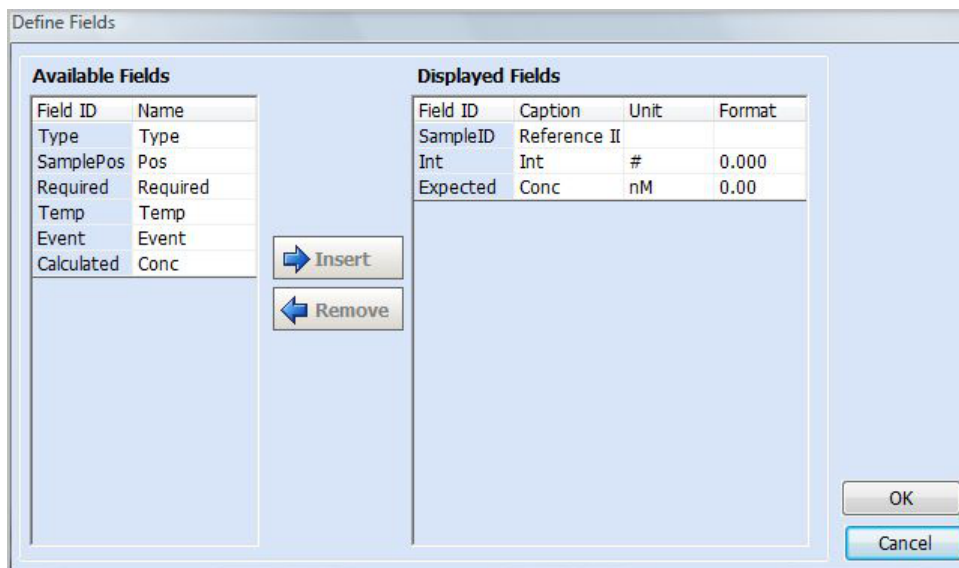 Define Fields
Available Fields
Field ID Name
Type Type
SamplePos Pos
Required Required
Temp Temp
Event Event
Calculated Conc
Insert
Remove
Displayed Fields
Field ID Caption Unit Format
SampleID Reference II
Int Int # 0.000
Expected Conc nM 0.00
OK
Cancel